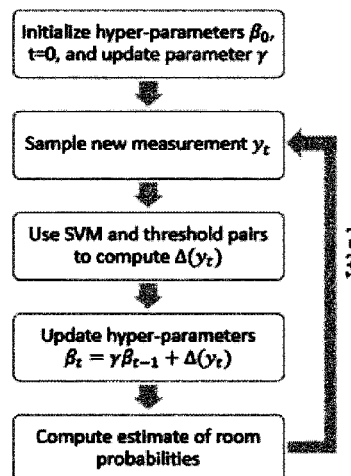 Initialize hyper-parameters β₀,
t=0, and update parameter γ
Sample new measurement yₜ
Use SVM and threshold pairs
to compute Δ(yₜ)
Update hyper-parameters
βₜ = γβₜ₋₁ + Δ(yₜ)
Compute estimate of room
probabilities